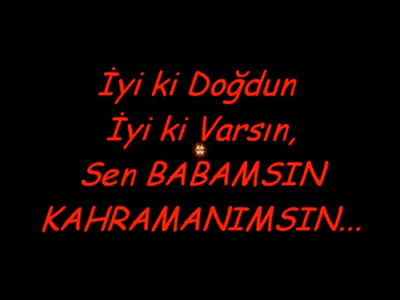 İyi ki Doğdun
İyi ki Varsın,
Sen BABAMSIN
KAHRAMANIMSIN...